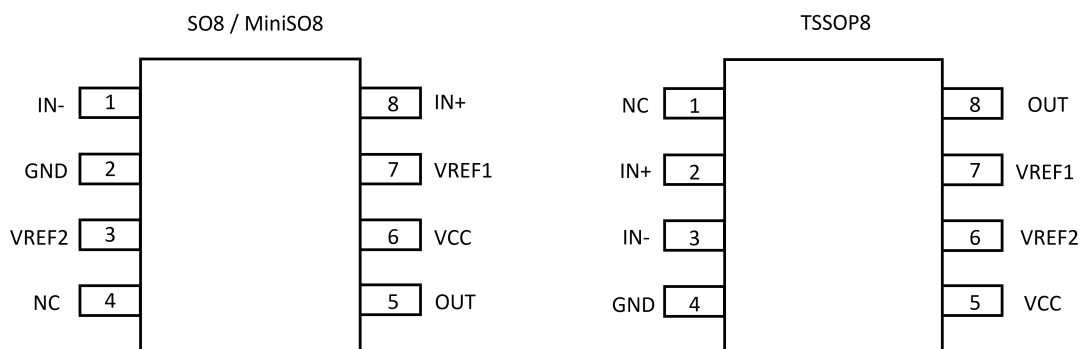 SO8 / MiniSO8
IN- 1
8 IN+
GND 2
7 VREF1
VREF2 3
6 VCC
NC 4
5 OUT
TSSOP8
NC 1
8 OUT
IN+ 2
7 VREF1
IN- 3
6 VREF2
GND 4
5 VCC